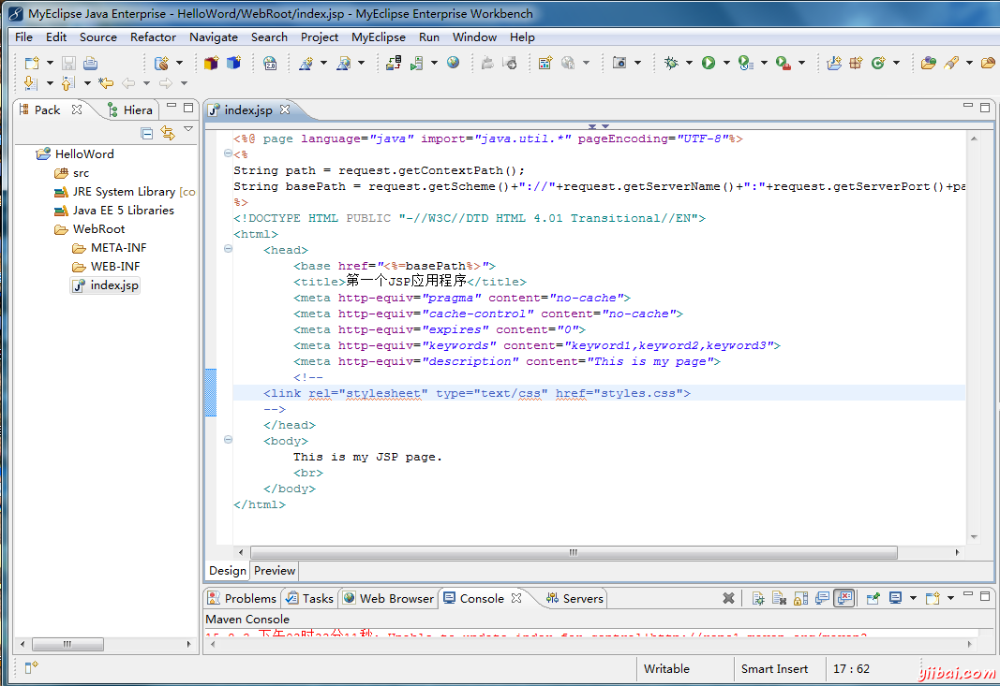 MyEclipse Java Enterprise - HelloWord/WebRoot/index.jsp - MyEclipse Enterprise Workbench
File Edit Source Refactor Navigate Search Project MyEclipse Run Window Help
Pack Hiera
HelloWord
src
JRE System Library [co
Java EE 5 Libraries
WebRoot
META-INF
WEB-INF
index.jsp
index.jsp
<%@ page language="java" import="java.util.*" pageEncoding="UTF-8"%>
<%
String path = request.getContextPath();
String basePath = request.getScheme()+"://"+request.getServerName()+":"+request.getServerPort()+pa
%>
<!DOCTYPE HTML PUBLIC "-//W3C//DTD HTML 4.01 Transitional//EN">
<html>
<head>
<base href="<%=basePath%>">
<title>第一个JSP应用程序</title>
<meta http-equiv="pragma" content="no-cache">
<meta http-equiv="cache-control" content="no-cache">
<meta http-equiv="expires" content="0">
<meta http-equiv="keywords" content="keyword1,keyword2,keyword3">
<meta http-equiv="description" content="This is my page">
<!--
<link rel="stylesheet" type="text/css" href="styles.css">
-->
</head>
<body>
This is my JSP page.
<br>
</body>
</html>
Design Preview
Problems Tasks Web Browser Console Servers
Maven Console
Writable Smart Insert 17 : 62
yiibai.com